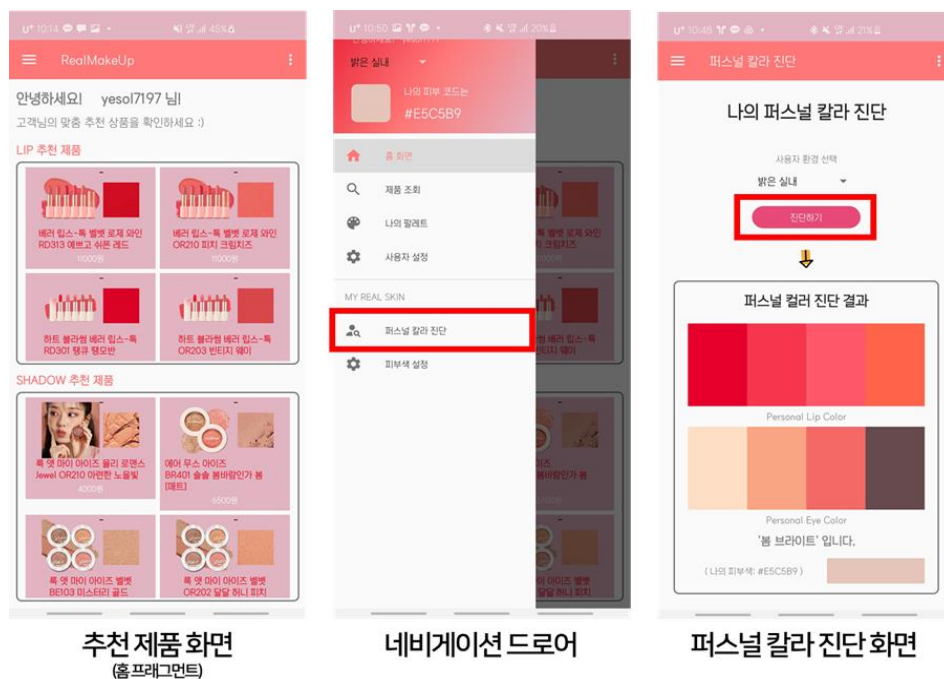 U+ 10:14
45%
RealMakeUp
안녕하세요! yesol7197 님!
고객님의 맞춤 추천 상품을 확인하세요 :)
LIP 추천 제품
베러 립스-톡 벨벳 로제 와인
RD313 예쁘고 쉬폰 레드
11000원
베러 립스-톡 벨벳 로제 와인
OR210 피치 크림치즈
11000원
하트 블라썸 베러 립스-톡
RD301 탱큐 탱모반
하트 블라썸 베러 립스-톡
OR203 빈티지 웨이
SHADOW 추천 제품
룩 앳 마이 아이즈 물리 로맨스
Jewel OR210 아련한 노을빛
4000원
에어 무스 아이즈
BR401 솔솔 봄바람인가 봄
[매트]
6500원
룩 앳 마이 아이즈 벨벳
BE103 미스터리 골드
룩 앳 마이 아이즈 벨벳
OR202 달달 허니 피치
추천 제품 화면
(홈 프래그먼트)
U+ 10:50
20%
밝은 실내
나의 피부 코드는
#E5C5B9
홈 화면
제품 조회
나의 팔레트
사용자 설정
MY REAL SKIN
퍼스널 칼라 진단
피부색 설정
네비게이션 드로어
U+ 10:45
21%
퍼스널 칼라 진단
나의 퍼스널 칼라 진단
사용자 환경 선택
밝은 실내
진단하기
퍼스널 컬러 진단 결과
Personal Lip Color
Personal Eye Color
'봄 브라이트' 입니다.
( 나의 피부색: #E5C5B9 )
퍼스널 칼라 진단 화면